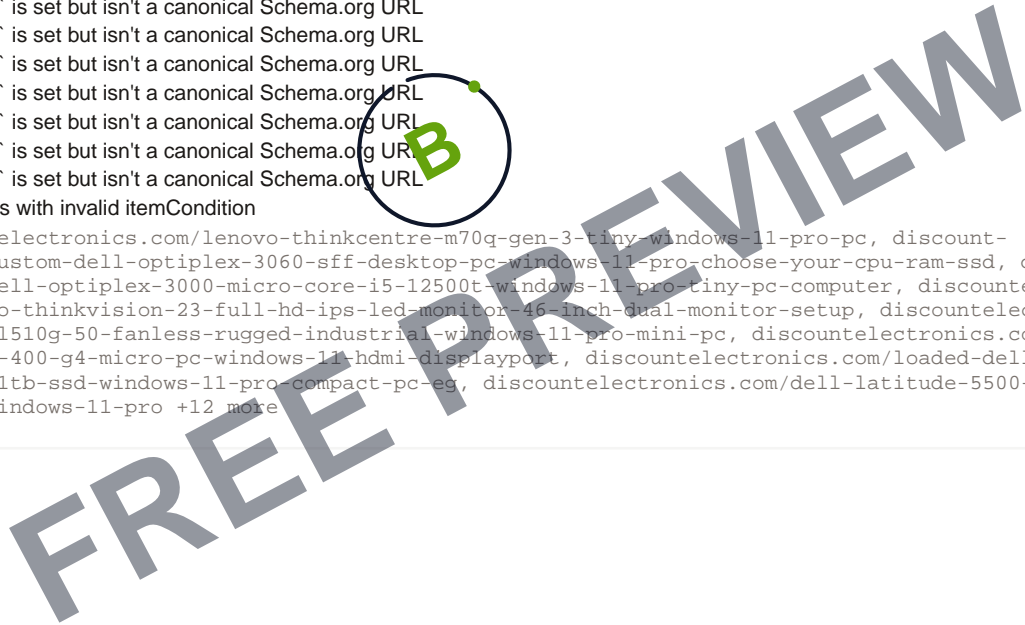 ` is set but isn't a canonical Schema.org URL
` is set but isn't a canonical Schema.org URL
` is set but isn't a canonical Schema.org URL
` is set but isn't a canonical Schema.org URL
` is set but isn't a canonical Schema.org URL
` is set but isn't a canonical Schema.org URL
` is set but isn't a canonical Schema.org URL
s with invalid itemCondition
electronics.com/lenovo-thinkcentre-m70q-gen-3-tiny-windows-11-pro-pc, discount-
ustom-dell-optiplex-3060-sff-desktop-pc-windows-11-pro-choose-your-cpu-ram-ssd,
ell-optiplex-3000-micro-core-i5-12500t-windows-11-pro-tiny-pc-computer, discounte
o-thinkvision-23-full-hd-ips-led-monitor-46-inch-dual-monitor-setup, discountelec
l510g-50-fanless-rugged-industrial-windows-11-pro-mini-pc, discountelectronics.co
-400-g4-micro-pc-windows-11-hdmi-displayport, discountelectronics.com/loaded-dell
1tb-ssd-windows-11-pro-compact-pc-eg, discountelectronics.com/dell-latitude-5500-
indows-11-pro +12 more
B
FREE PREVIEW